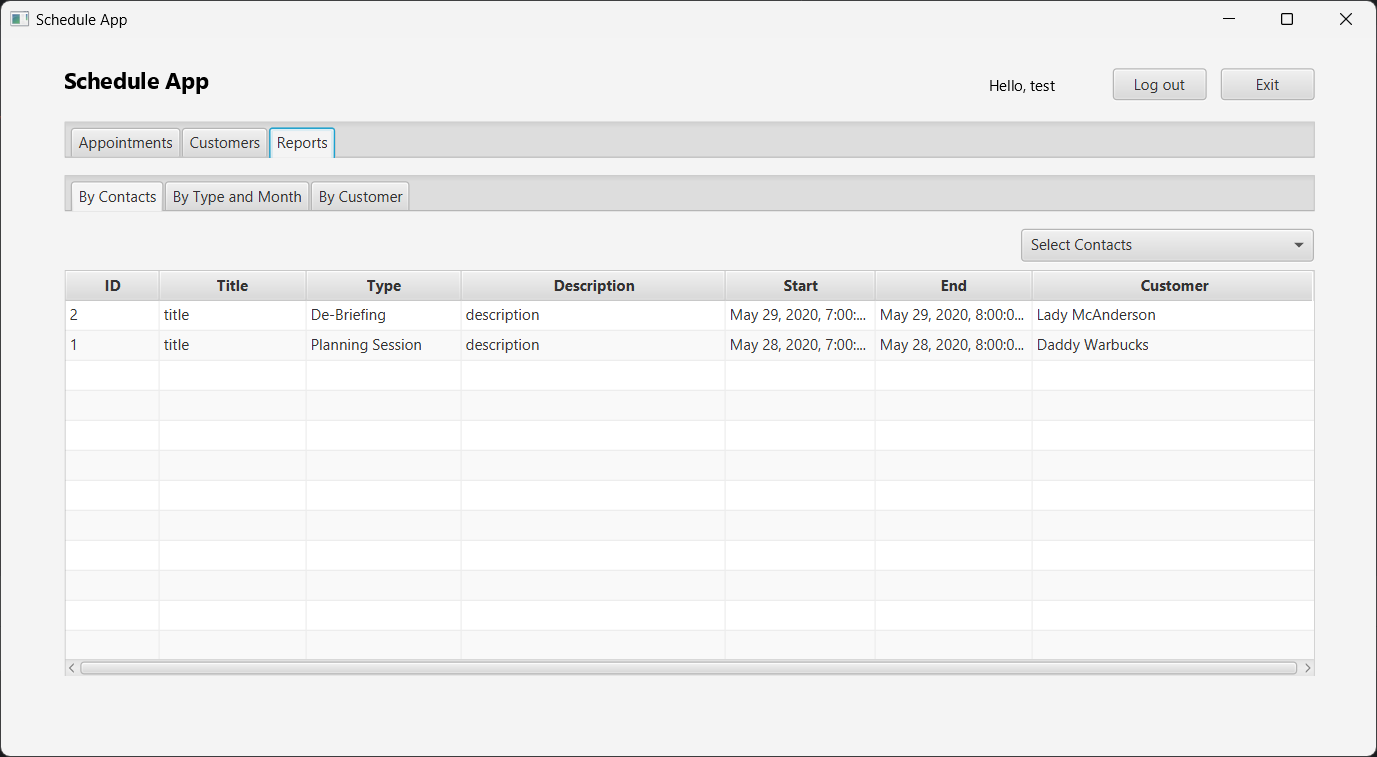 Schedule App
Schedule App
Hello, test
Log out
Exit
Appointments Customers Reports
By Contacts By Type and Month By Customer
Select Contacts
ID Title Type Description Start End Customer
2 title De-Briefing description May 29, 2020, 7:00:... May 29, 2020, 8:00:0... Lady McAnderson
1 title Planning Session description May 28, 2020, 7:00:... May 28, 2020, 8:00:0... Daddy Warbucks